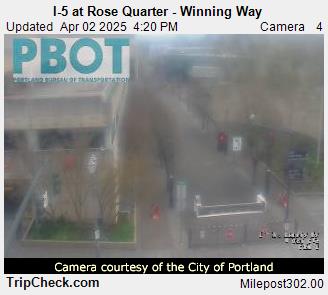 I-5 at Rose Quarter - Winning Way
Updated Apr 02 2025 4:20 PM Camera 4
PBOT
PORTLAND BUREAU OF TRANSPORTATION
Camera courtesy of the City of Portland
TripCheck.com Milepost302.00